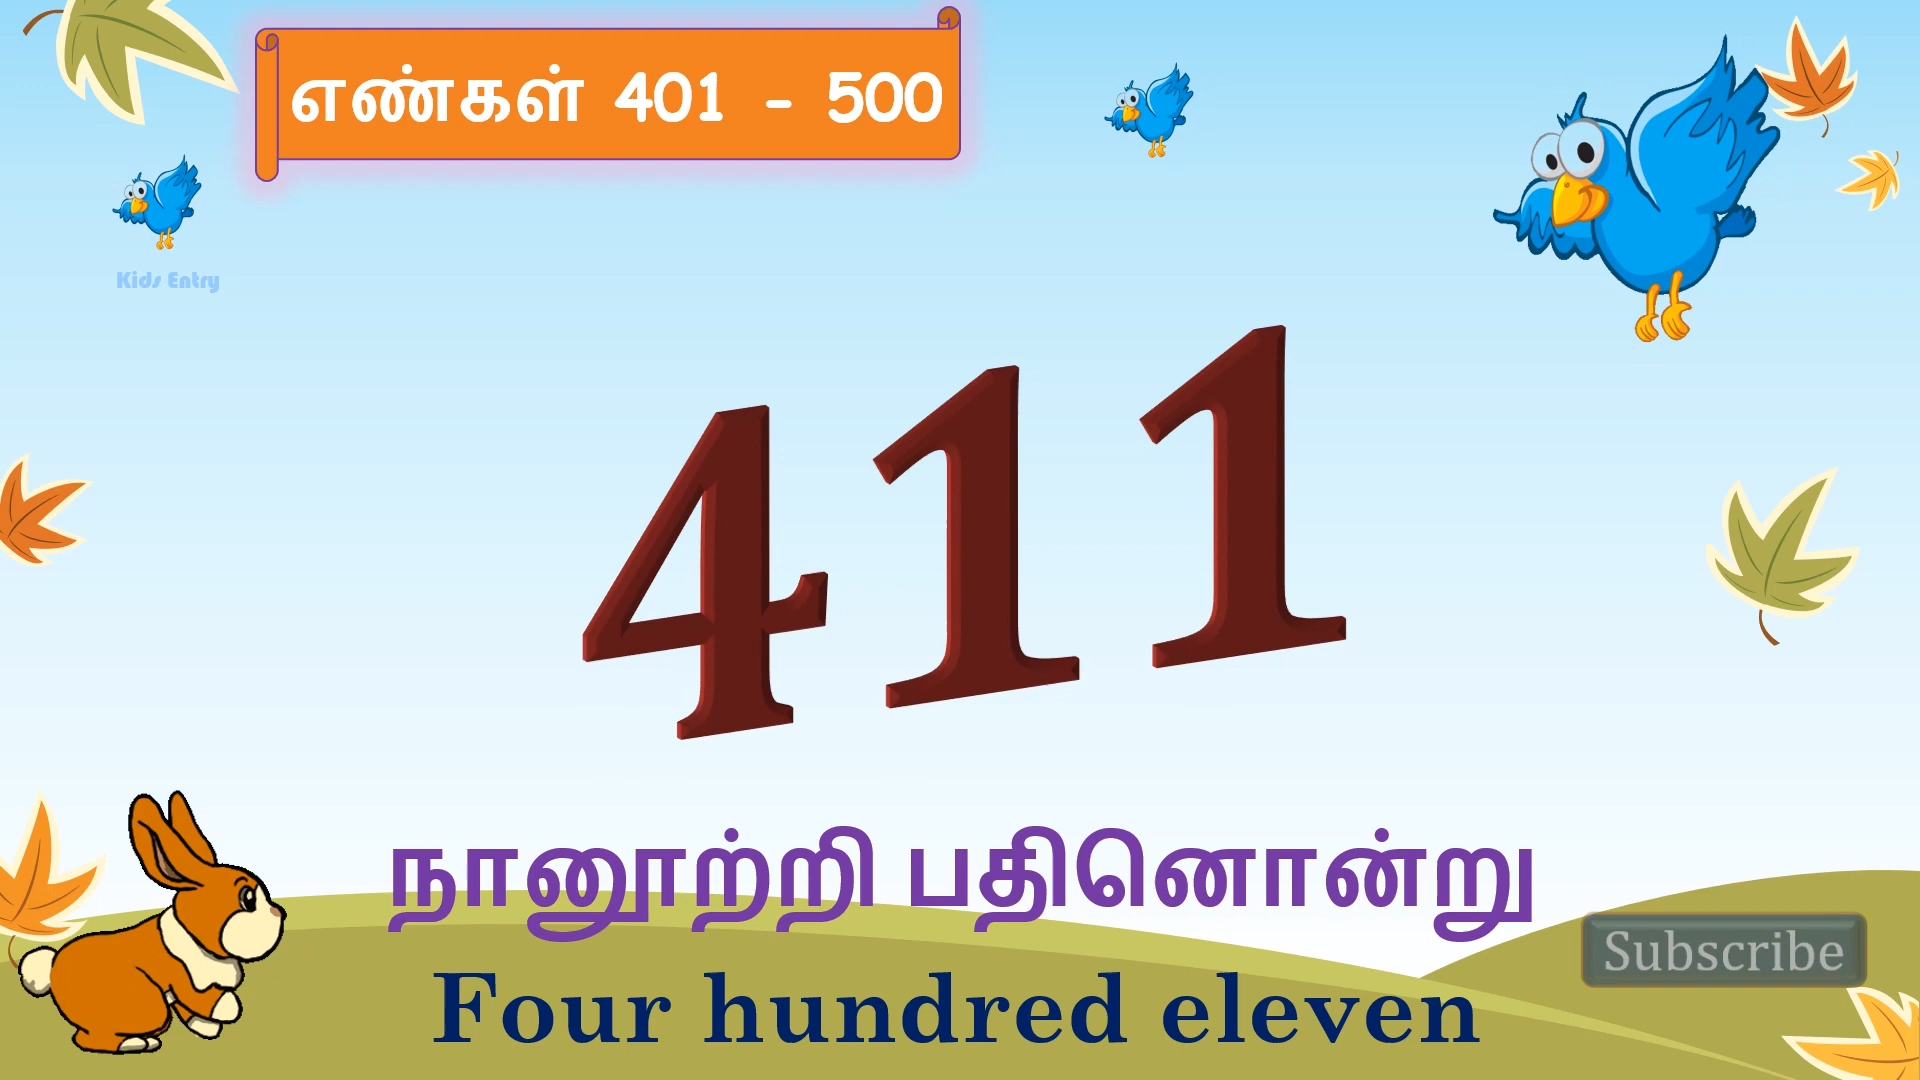 எண்கள் 401 - 500
Kids Entry
411
நானூற்றி பதினொன்று
Four hundred eleven
Subscribe